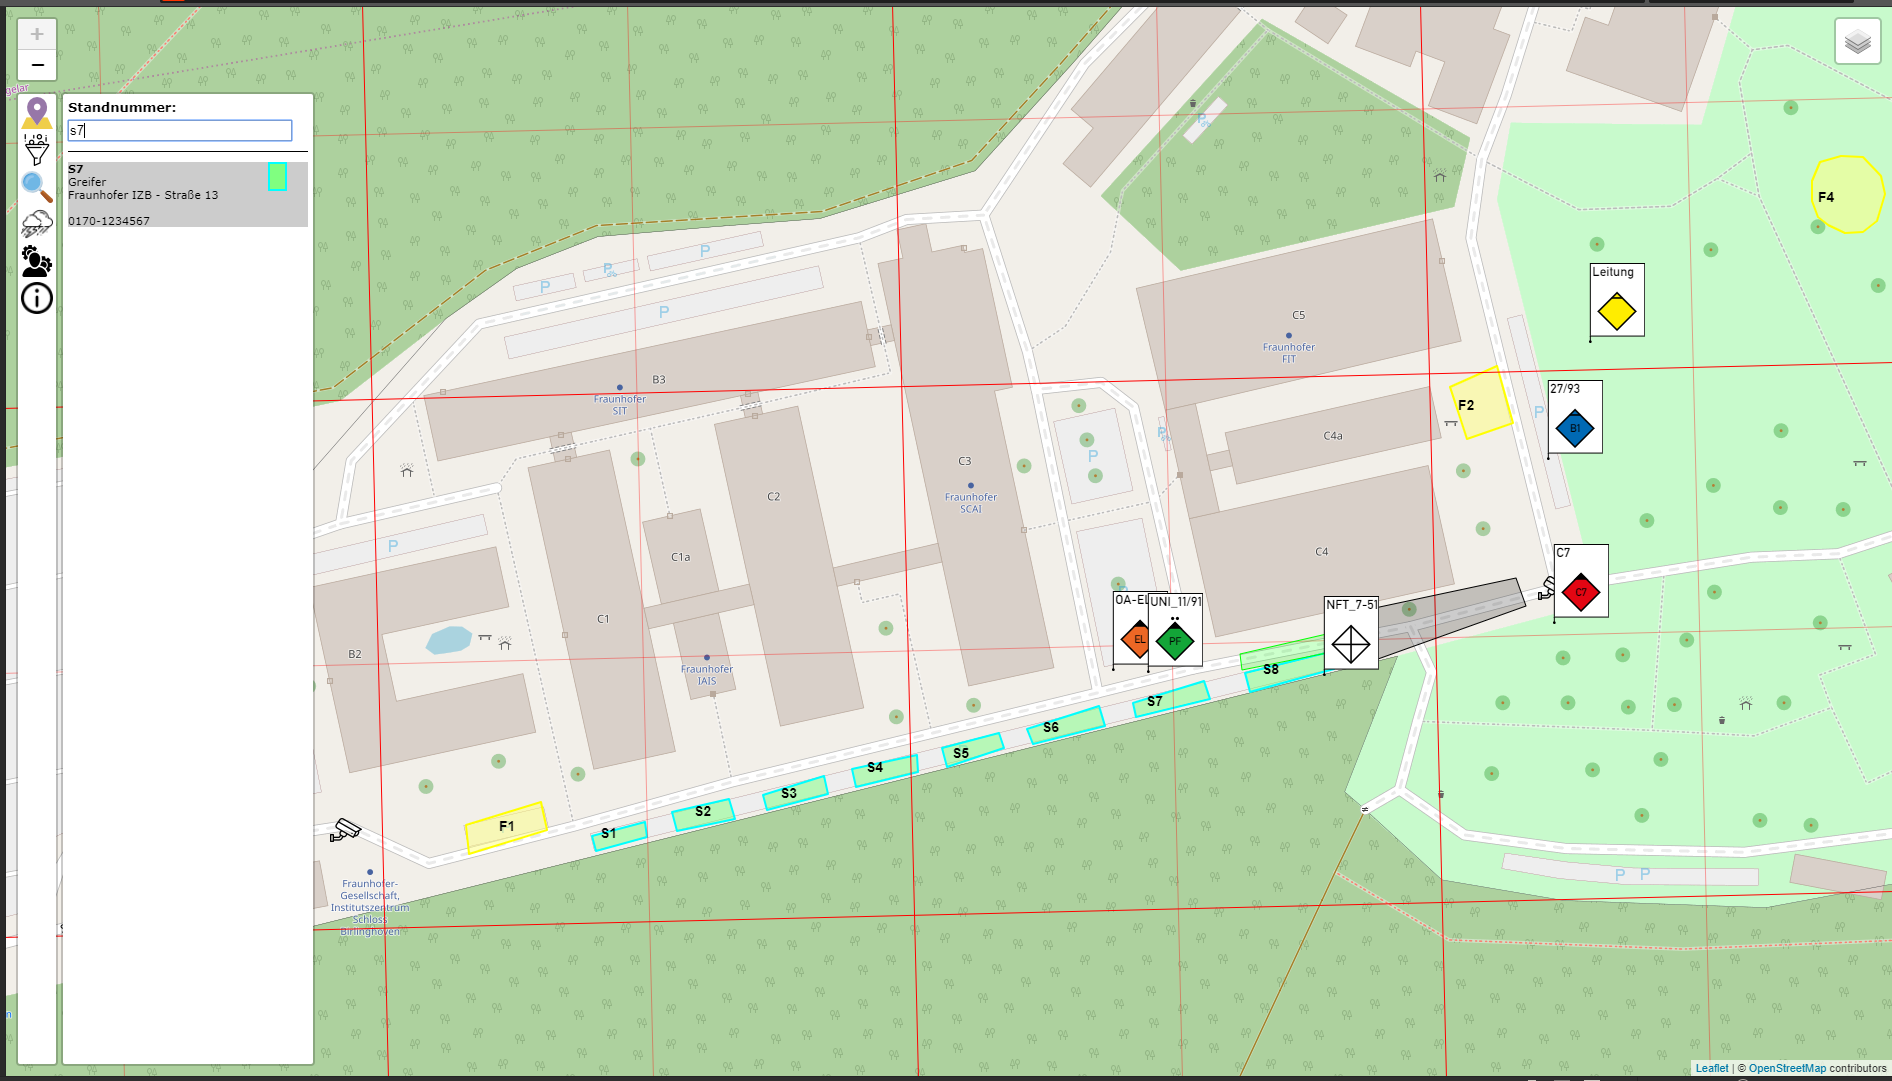 +
−
gelar
Standnummer:
s7
S7
Greifer
Fraunhofer IZB - Straße 13
0170-1234567
P
P
P
P
B3
Fraunhofer
SIT
C5
Fraunhofer
FIT
F4
Leitung
27/93
B1
F2
P
C4a
C3
Fraunhofer
SCAI
P
P
C2
C4
C1a
P
C7
C7
C1
B2
Fraunhofer
IAIS
OA-EL
EL
UNI_11/91
PF
NFT_7-51
S8
S7
S6
S5
S4
S3
S2
S1
F1
P P
Fraunhofer-
Gesellschaft,
Institutszentrum
Schloss
Birlinghoven
Leaflet | © OpenStreetMap contributors